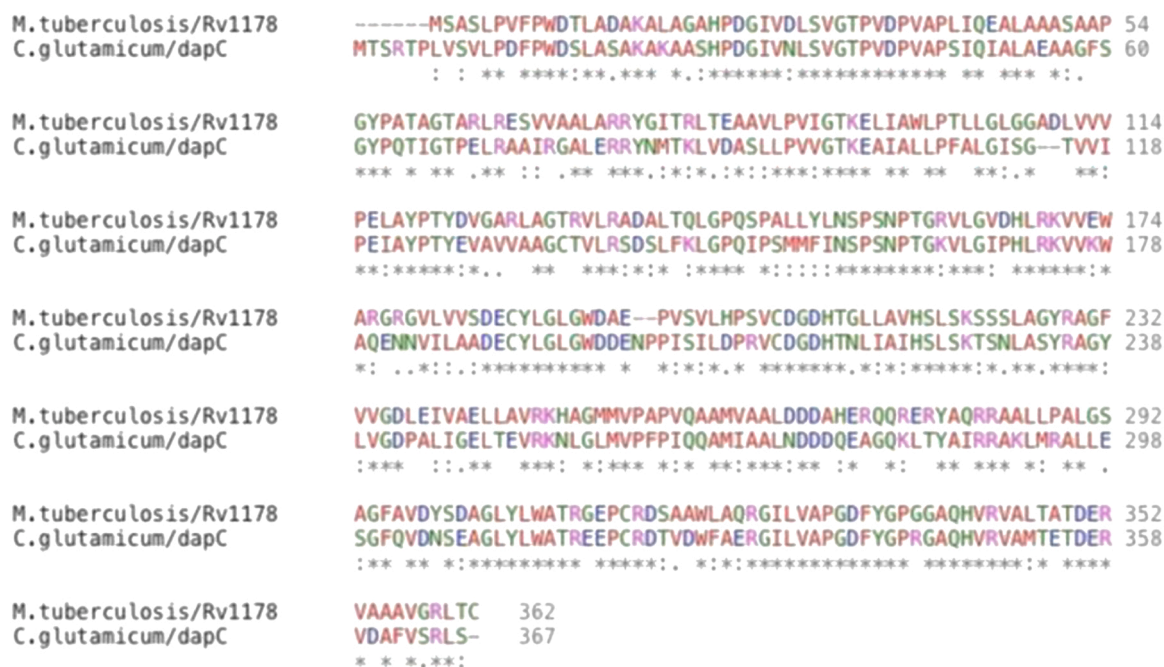 M.tuberculosis/Rv1178 ------MSASLPVFPWDTLADAKALAGAHPDGIVDLSVGTPVDPVAPLIQEALAAASAAP 54
C.glutamicum/dapC MTSRTPLVSVLPDFPWDSLASAKAKAASHPDGIVNLSVGTPVDPVAPSIQIALAEAAGFS 60
: : ** ****:**.*** *.:******:************ ** *** *:.
M.tuberculosis/Rv1178 GYPATAGTARLRESVVAALARRYGITRLTEAAVLPVIGTKELIAWLPTLLGLGGADLVVV 114
C.glutamicum/dapC GYPQTIGTPELRAAIRGALERRYNMTKLVDASLLPVVGTKEAIALLPFALGISG--TVVI 118
*** * ** .** :: .** ***.:*:*.:*::***:**** ** ** **:.* **:
M.tuberculosis/Rv1178 PELAYPTYDVGARLAGTRVLRADALTQLGPQSPALLYLNSPSNPTGRVLGVDHLRKVVEW 174
C.glutamicum/dapC PEIAYPTYEVAVVAAGCTVLRSDSLFKLGPQIPSMMFINSPSNPTGKVLGIPHLRKVVKW 178
**:*****:*.. ** ***:*:* :**** *:::::********:***: ******:*
M.tuberculosis/Rv1178 ARGRGVLVVSDECYLGLGWDAE--PVSVLHPSVCDGDHTGLLAVHSLSKSSSLAGYRAGF 232
C.glutamicum/dapC AQENNVILAADECYLGLGWDDENPPISILDPRVCDGDHTNLIAIHSLSKTSNLASYRAGY 238
*: ..*::.:********** * *:*:*.* *******.*:*:*****:*.**.****:
M.tuberculosis/Rv1178 VVGDLEIVAELLAVRKHAGMMVPAPVQAAMVAALDDDAHERQQRERYAQRRAALLPALGS 292
C.glutamicum/dapC LVGDPALIGELTEVRKNLGLMVPFPIQQAMIAALNDDDQEAGQKLTYAIRRAKLMRALLE 298
:*** ::.** ***: *:*** *:* **:***:** :* *: ** *** *: ** .
M.tuberculosis/Rv1178 AGFAVDYSDAGLYLWATRGEPCRDSAAWLAQRGILVAPGDFYGPGGAQHVRVALTATDER 352
C.glutamicum/dapC SGFQVDNSEAGLYLWATREEPCRDTVDWFAERGILVAPGDFYGPRGAQHVRVAMTETDER 358
:** ** *:********* *****:. *:*:************* ********:* ****
M.tuberculosis/Rv1178 VAAAVGRLTC 362
C.glutamicum/dapC VDAFVSRLS- 367
* * *.**: